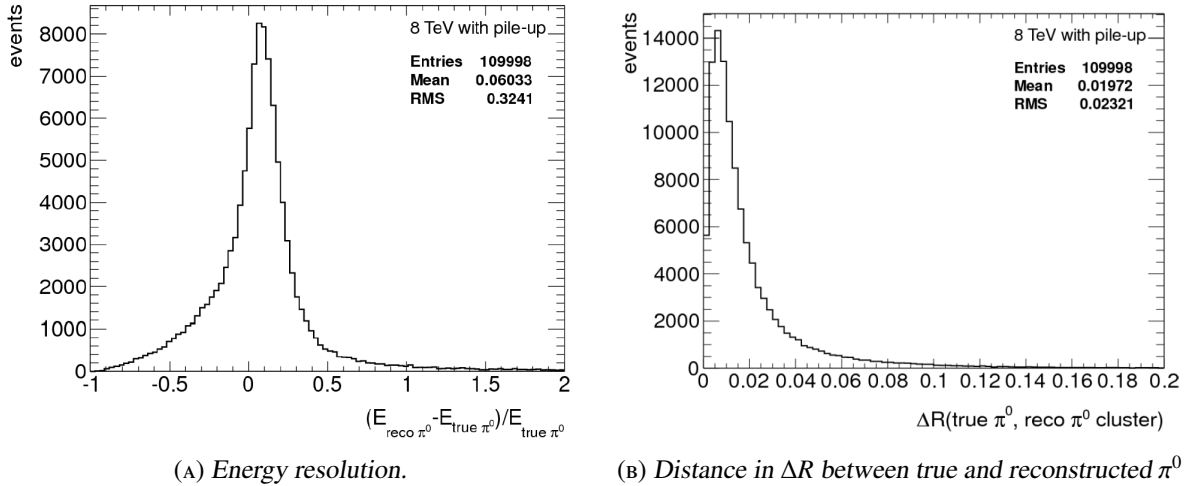 events
8000
7000
6000
5000
4000
3000
2000
1000
0
-1 -0.5 0 0.5 1 1.5 2
8 TeV with pile-up
Entries 109998
Mean 0.06033
RMS 0.3241
(E reco π⁰ -E true π⁰)/E true π⁰
(A) Energy resolution.
events
14000
12000
10000
8000
6000
4000
2000
0
0 0.02 0.04 0.06 0.08 0.1 0.12 0.14 0.16 0.18 0.2
8 TeV with pile-up
Entries 109998
Mean 0.01972
RMS 0.02321
ΔR(true π⁰, reco π⁰ cluster)
(B) Distance in ΔR between true and reconstructed π⁰